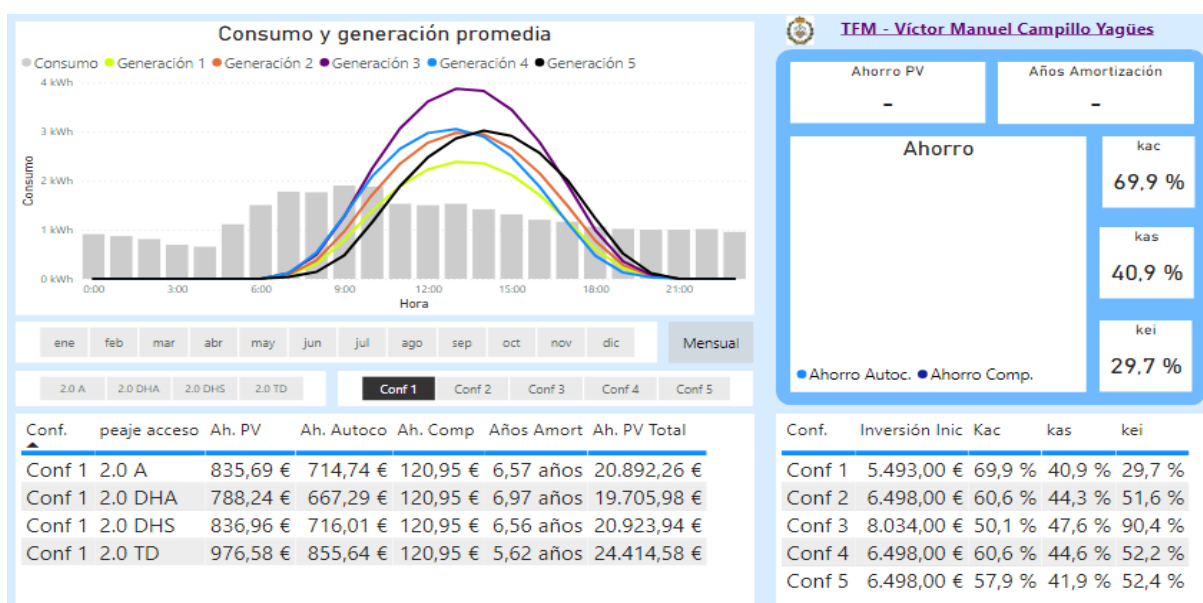 Consumo y generación promedia
Consumo Generación 1 Generación 2 Generación 3 Generación 4 Generación 5
4 kWh
3 kWh
2 kWh
1 kWh
0 kWh
Consumo
0:00 3:00 6:00 9:00 12:00 15:00 18:00 21:00
Hora
TFM - Víctor Manuel Campillo Yagües
Ahorro PV
-
Años Amortización
-
Ahorro
Ahorro Autoc. Ahorro Comp.
kac
69,9 %
kas
40,9 %
kei
29,7 %
ene feb mar abr may jun jul ago sep oct nov dic Mensual
2.0 A 2.0 DHA 2.0 DHS 2.0 TD Conf 1 Conf 2 Conf 3 Conf 4 Conf 5
Conf. peaje acceso Ah. PV Ah. Autoco Ah. Comp Años Amort Ah. PV Total
Conf 1 2.0 A 835,69 € 714,74 € 120,95 € 6,57 años 20.892,26 €
Conf 1 2.0 DHA 788,24 € 667,29 € 120,95 € 6,97 años 19.705,98 €
Conf 1 2.0 DHS 836,96 € 716,01 € 120,95 € 6,56 años 20.923,94 €
Conf 1 2.0 TD 976,58 € 855,64 € 120,95 € 5,62 años 24.414,58 €
Conf. Inversión Inic Kac kas kei
Conf 1 5.493,00 € 69,9 % 40,9 % 29,7 %
Conf 2 6.498,00 € 60,6 % 44,3 % 51,6 %
Conf 3 8.034,00 € 50,1 % 47,6 % 90,4 %
Conf 4 6.498,00 € 60,6 % 44,6 % 52,2 %
Conf 5 6.498,00 € 57,9 % 41,9 % 52,4 %